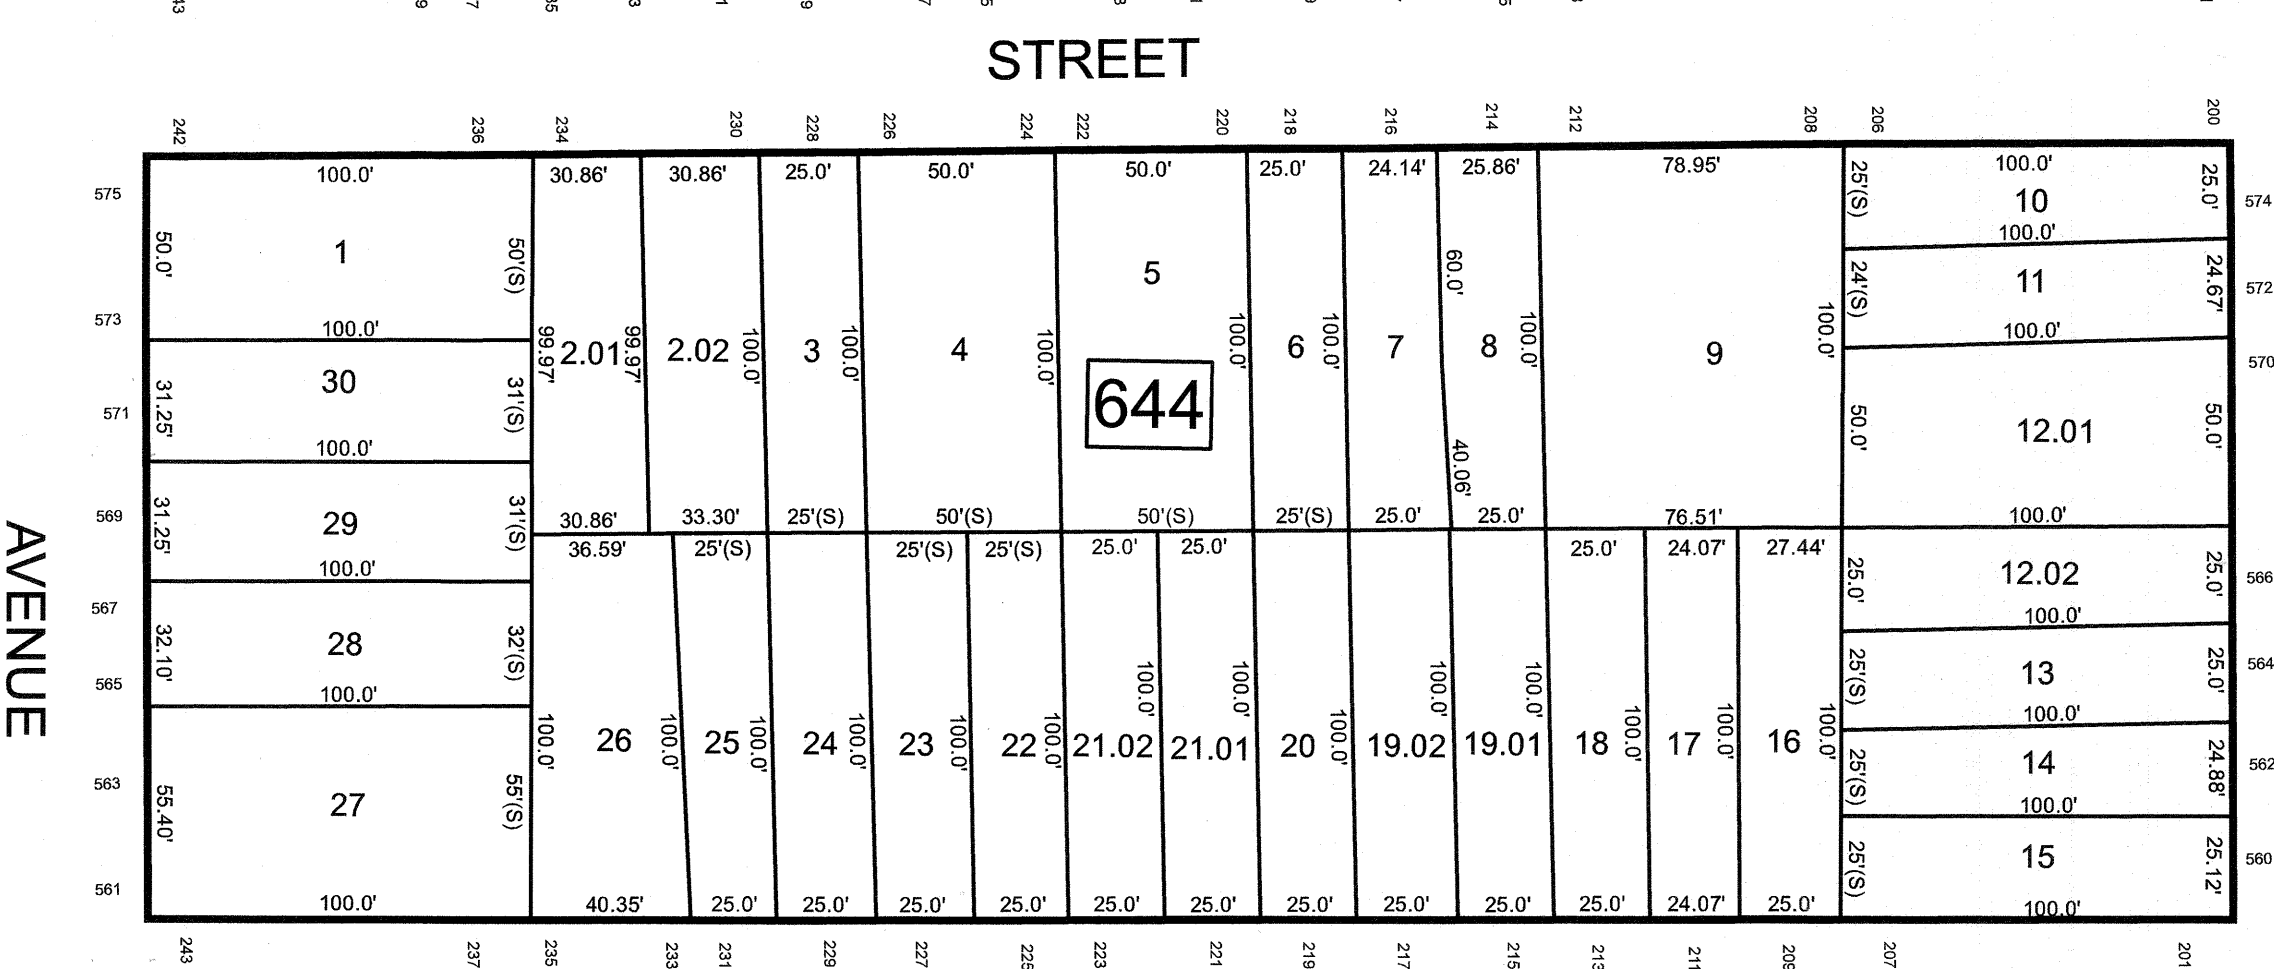 STREET
242 236 234 230 228 226 224 222 220 218 216 214 212 208 206 200
100.0' 30.86' 30.86' 25.0' 50.0' 50.0' 25.0' 24.14' 25.86' 78.95' 25'(S) 100.0' 25.0'
575 574
10
100.0'
50.0' 1 50'(S) 5 60.0' 24'(S) 11 24.67' 572
573 100.0' 100.0'
99.97' 2.01 99.97' 2.02 100.0' 3 100.0' 4 100.0' 100.0' 6 100.0' 7 8 100.0' 9 100.0' 570
30
571 31.25' 31'(S) 644 50.0' 12.01 50.0'
100.0' 40.06'
569 31.25' 29 31'(S) 30.86' 33.30' 25'(S) 50'(S) 50'(S) 25'(S) 25.0' 25.0' 76.51' 100.0'
36.59' 25'(S) 25'(S) 25'(S) 25.0' 25.0' 25.0' 24.07' 27.44'
100.0' 25.0' 12.02 25.0' 566
AVENUE
567 100.0'
32.10' 28 32'(S) 25'(S) 13 25.0' 564
565 100.0' 100.0' 100.0' 100.0' 100.0' 100.0'
100.0' 26 100.0' 25 100.0' 24 100.0' 23 100.0' 22 100.0' 21.02 21.01 20 100.0' 19.02 19.01 18 100.0' 17 100.0' 16 100.0'
563 25'(S) 14 24.88' 562
100.0'
55.40' 27 55'(S) 25'(S) 15 25.12' 560
561 100.0' 40.35' 25.0' 25.0' 25.0' 25.0' 25.0' 25.0' 25.0' 25.0' 25.0' 25.0' 24.07' 25.0' 100.0'
243 237 235 233 231 229 227 225 223 221 219 217 215 213 211 209 207 201